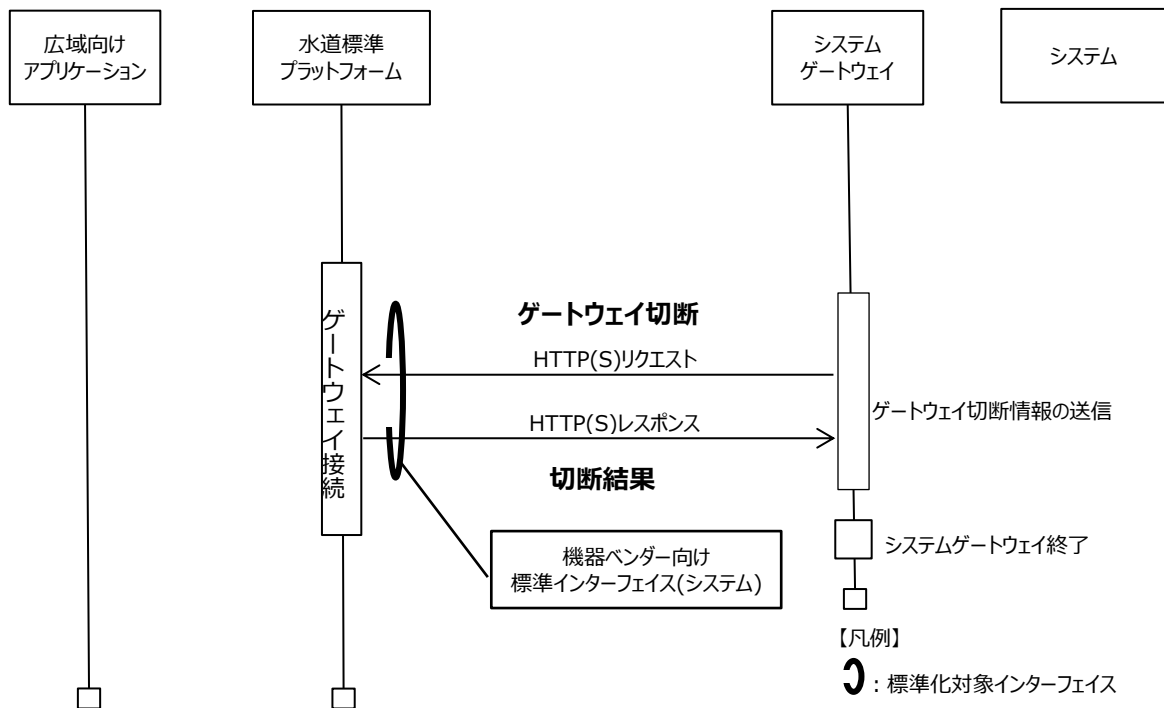 広域向け
アプリケーション
水道標準
プラットフォーム
システム
ゲートウェイ
システム
ゲートウェイ接続
ゲートウェイ切断
HTTP(S)リクエスト
HTTP(S)レスポンス
切断結果
ゲートウェイ切断情報の送信
機器ベンダー向け
標準インターフェイス(システム)
システムゲートウェイ終了
【凡例】
：標準化対象インターフェイス